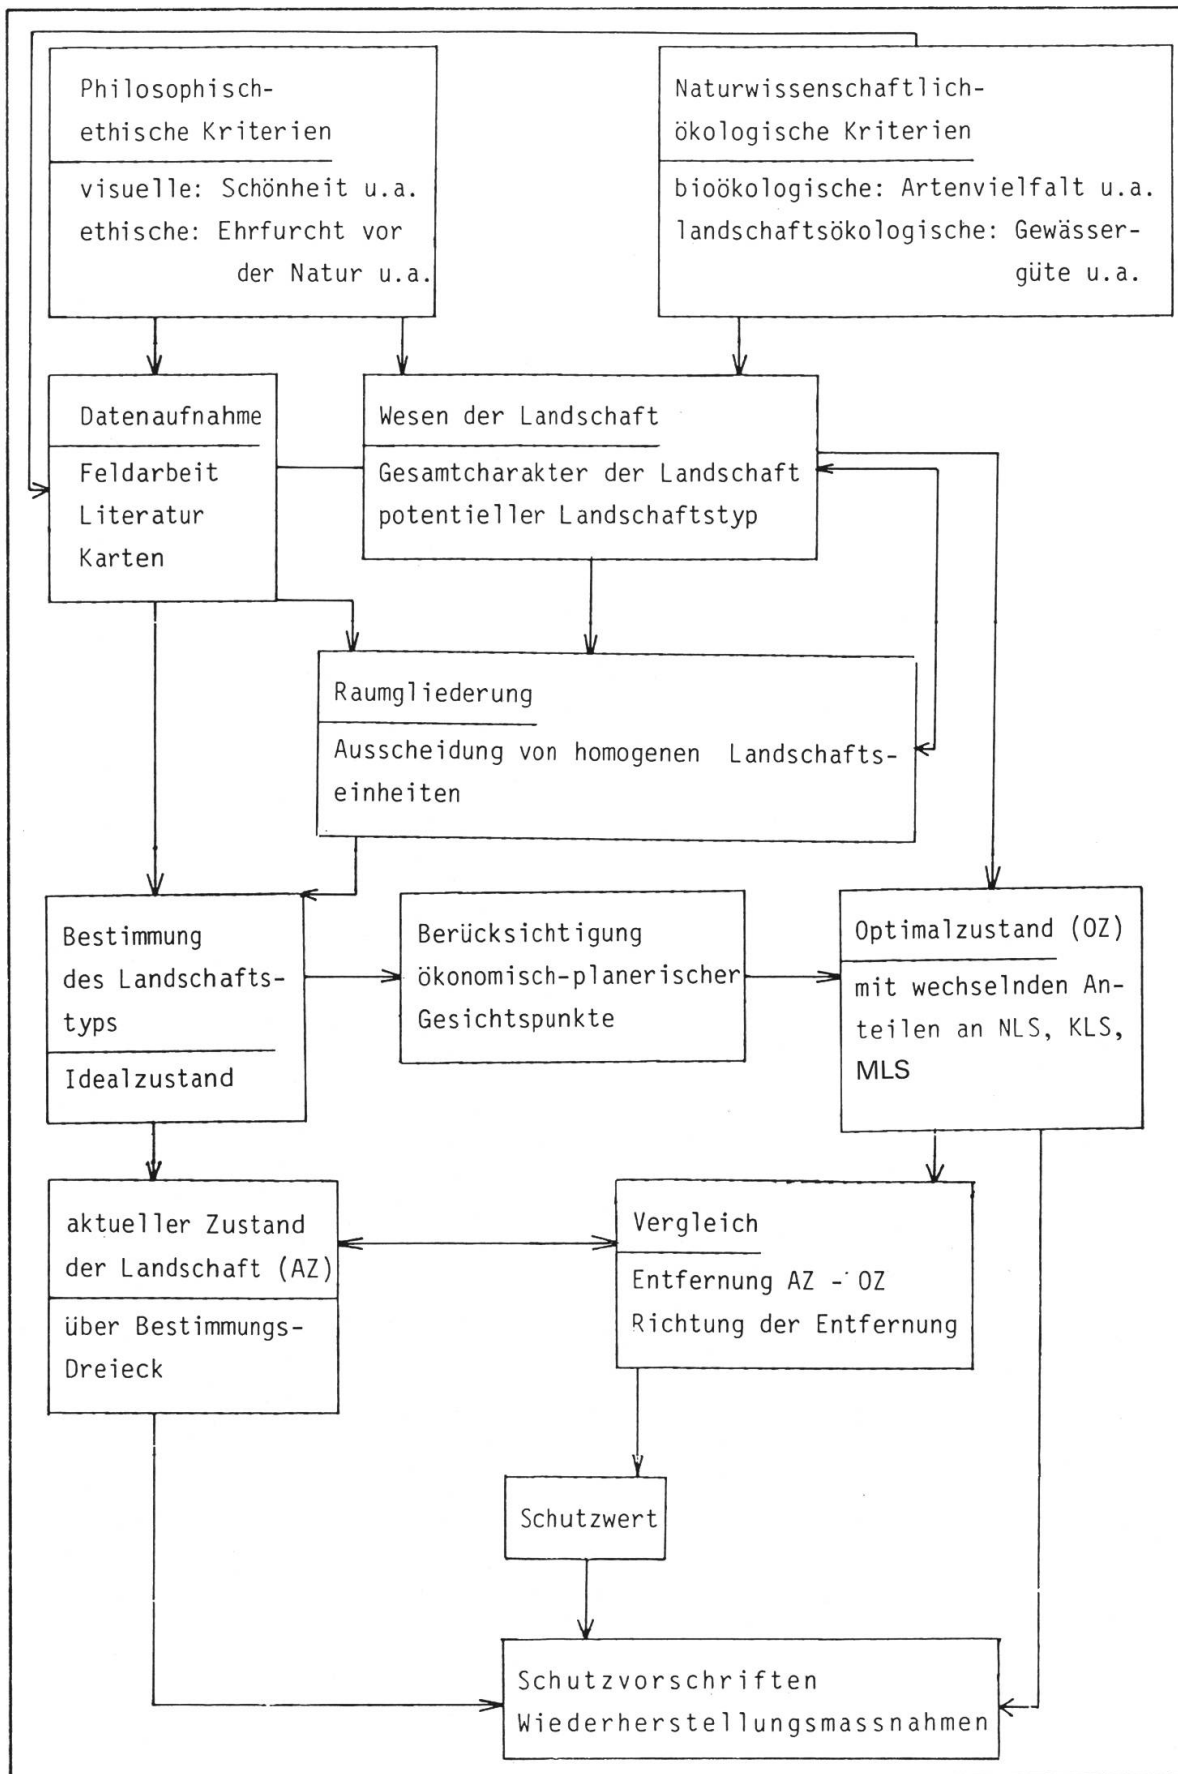 Philosophisch-
ethische Kriterien
visuelle: Schönheit u.a.
ethische: Ehrfurcht vor
der Natur u.a.
Naturwissenschaftlich-
ökologische Kriterien
bioökologische: Artenvielfalt u.a.
landschaftsökologische: Gewässer-
güte u.a.
Datenaufnahme
Feldarbeit
Literatur
Karten
Wesen der Landschaft
Gesamtcharakter der Landschaft
potentieller Landschaftstyp
Raumgliederung
Ausscheidung von homogenen Landschafts-
einheiten
Bestimmung
des Landschafts-
typs
Idealzustand
Berücksichtigung
ökonomisch-planerischer
Gesichtspunkte
Optimalzustand (OZ)
mit wechselnden An-
teilen an NLS, KLS,
MLS
aktueller Zustand
der Landschaft (AZ)
über Bestimmungs-
Dreieck
Vergleich
Entfernung AZ - OZ
Richtung der Entfernung
Schutzwert
Schutzvorschriften
Wiederherstellungsmassnahmen